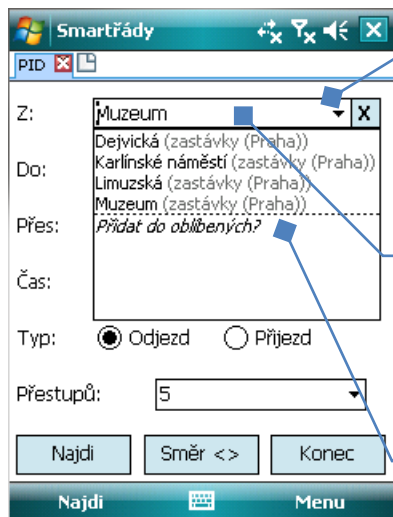 Smartřády
PID
Z: Muzeum X
Dejvická (zastávky (Praha))
Karlínské náměstí (zastávky (Praha))
Limuzská (zastávky (Praha))
Muzeum (zastávky (Praha))
Přidat do oblíbených?
Do:
Přes:
Čas:
Typ: Odjezd Příjezd
Přestupů: 5
Najdi Směr <> Konec
Najdi Menu